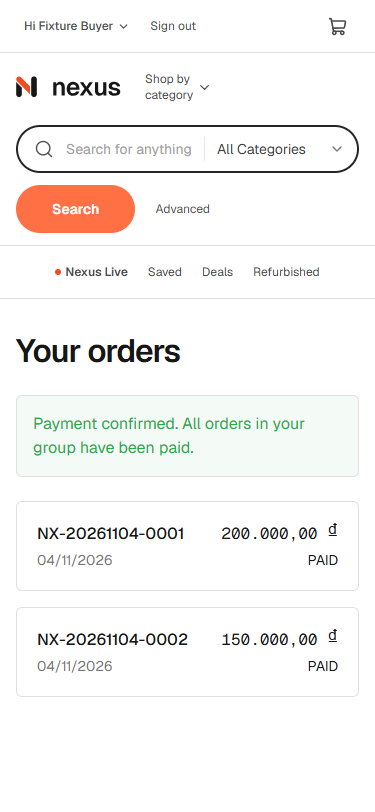 Hi Fixture Buyer
Sign out
nexus
Shop by
category
Search for anything
All Categories
Search
Advanced
Nexus Live
Saved
Deals
Refurbished
Your orders
Payment confirmed. All orders in your
group have been paid.
NX-20261104-0001
200.000,00 ₫
04/11/2026
PAID
NX-20261104-0002
150.000,00 ₫
04/11/2026
PAID